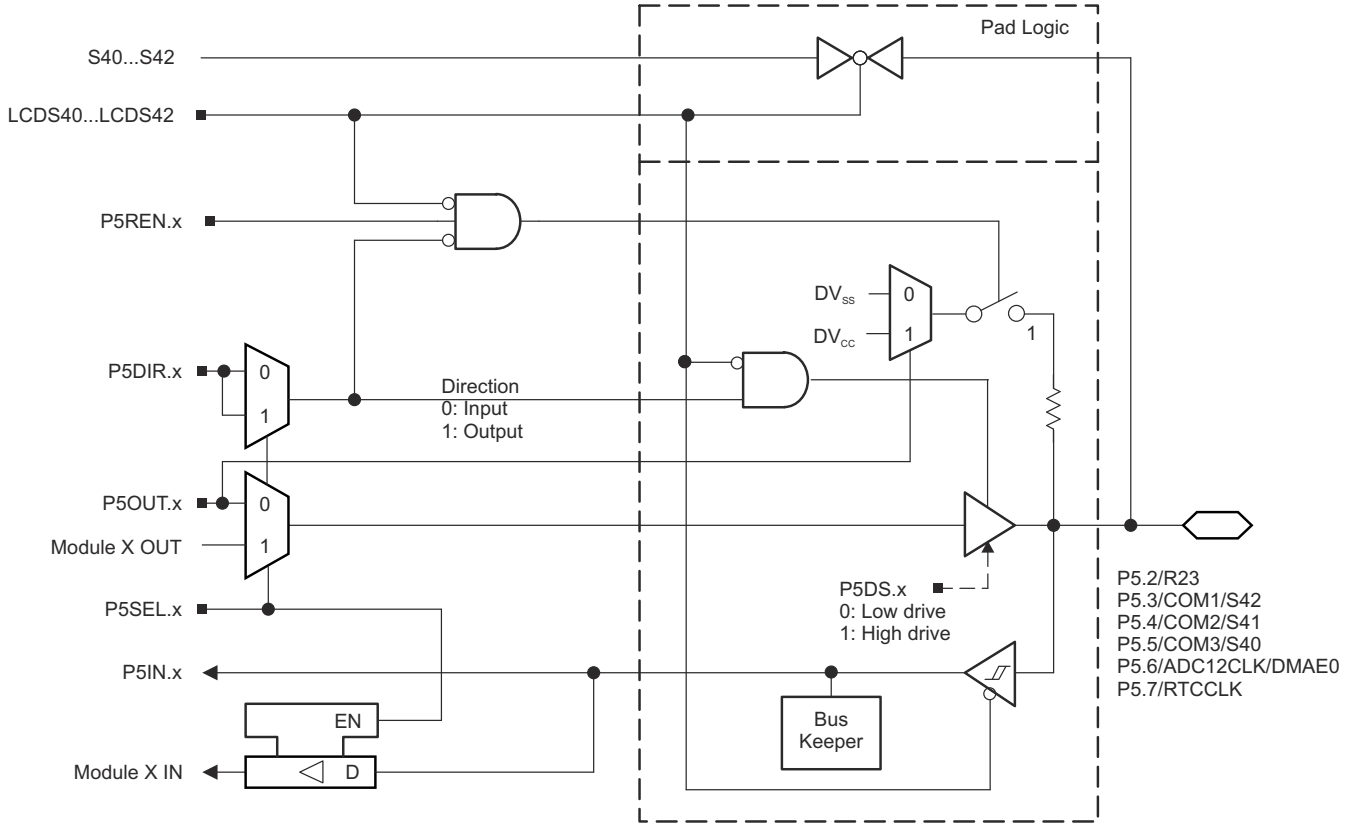 Pad Logic
S40...S42
LCDS40...LCDS42
P5REN.x
DVSS
0
DVCC
1
1
P5DIR.x
0
1
Direction
0: Input
1: Output
P5OUT.x
0
Module X OUT
1
P5DS.x
0: Low drive
1: High drive
P5SEL.x
P5IN.x
P5.2/R23
P5.3/COM1/S42
P5.4/COM2/S41
P5.5/COM3/S40
P5.6/ADC12CLK/DMAE0
P5.7/RTCCLK
Bus
Keeper
EN
Module X IN
D